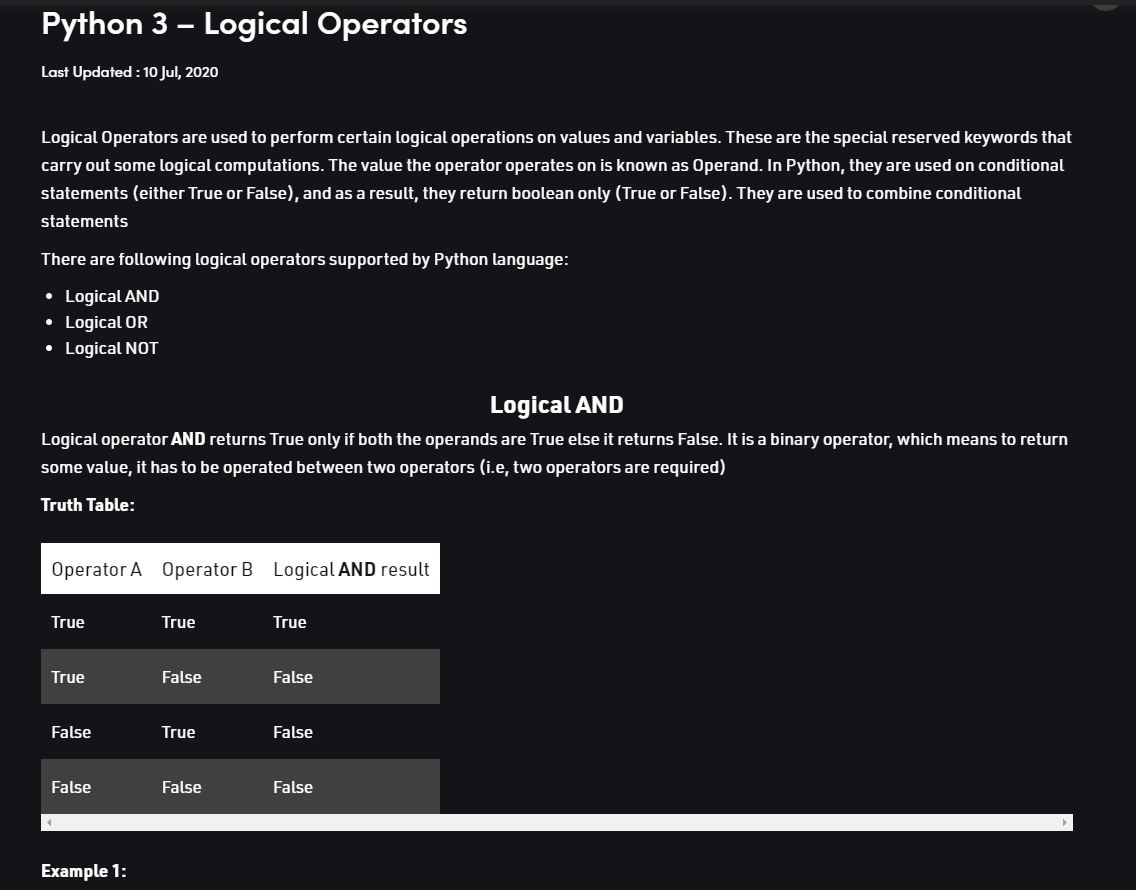 Python 3 – Logical Operators
Last Updated : 10 Jul, 2020
Logical Operators are used to perform certain logical operations on values and variables. These are the special reserved keywords that
carry out some logical computations. The value the operator operates on is known as Operand. In Python, they are used on conditional
statements (either True or False), and as a result, they return boolean only (True or False). They are used to combine conditional
statements
There are following logical operators supported by Python language:
• Logical AND
• Logical OR
• Logical NOT
Logical AND
Logical operator AND returns True only if both the operands are True else it returns False. It is a binary operator, which means to return
some value, it has to be operated between two operators (i.e, two operators are required)
Truth Table:
Operator A Operator B Logical AND result
True True True
True False False
False True False
False False False
Example 1: